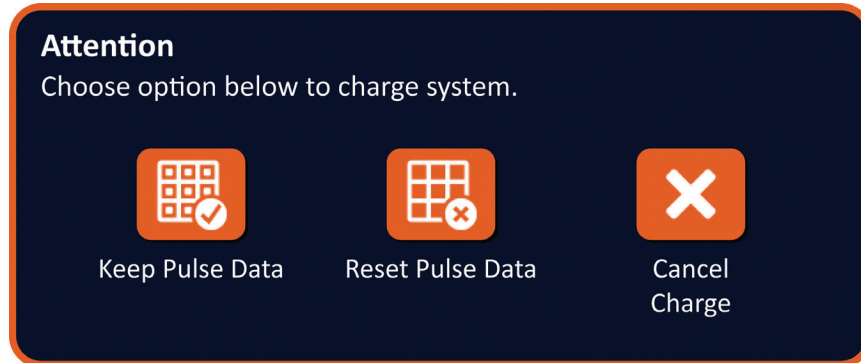 Attention
Choose option below to charge system.
Keep Pulse Data
Reset Pulse Data
Cancel
Charge